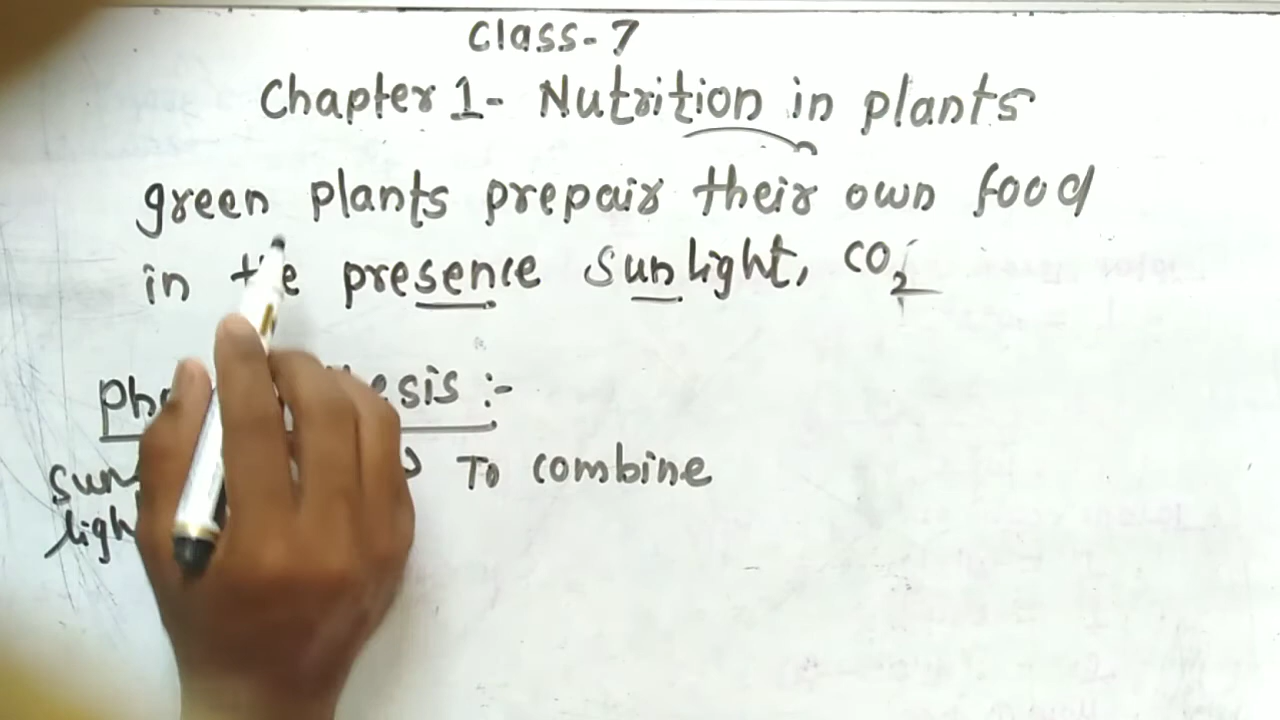 Class-7
Chapter 1- Nutrition in plants
green plants prepair their own food
in the presence sunlight, CO2
:-
To combine